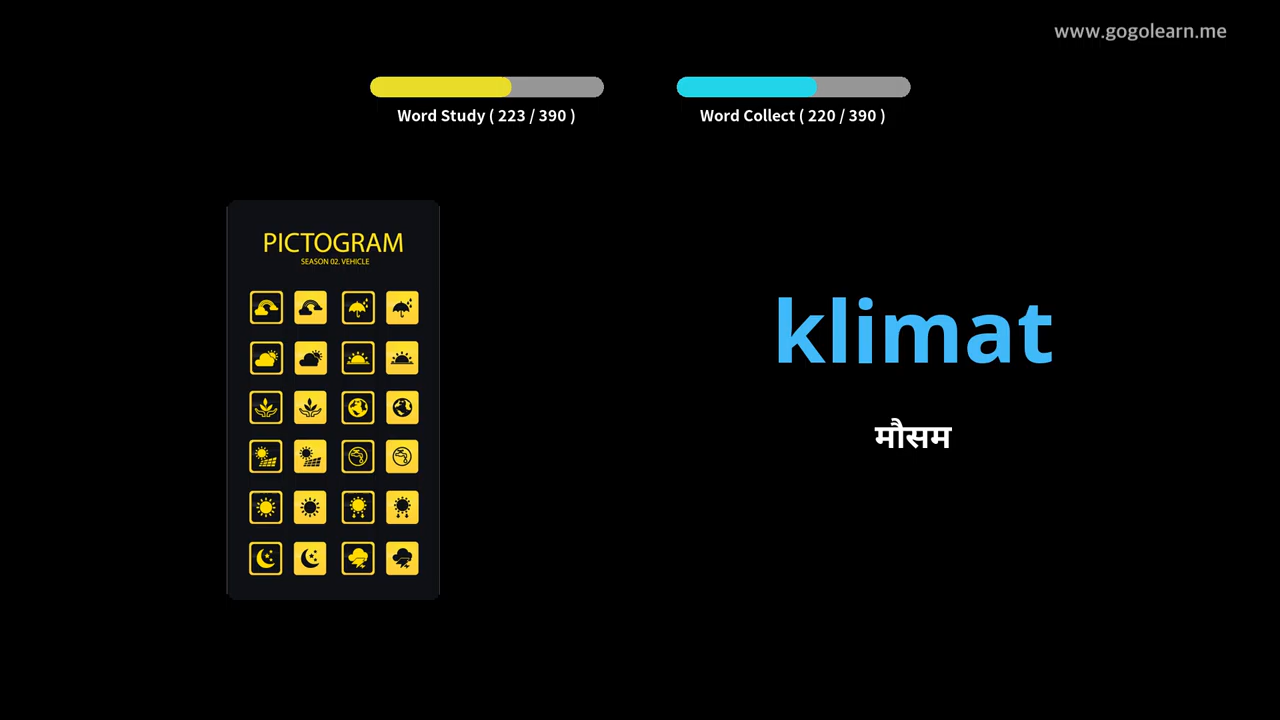 www.gogolearn.me
Word Study ( 223 / 390 )
Word Collect ( 220 / 390 )
PICTOGRAM
SEASON 02. VEHICLE
klimat
मौसम